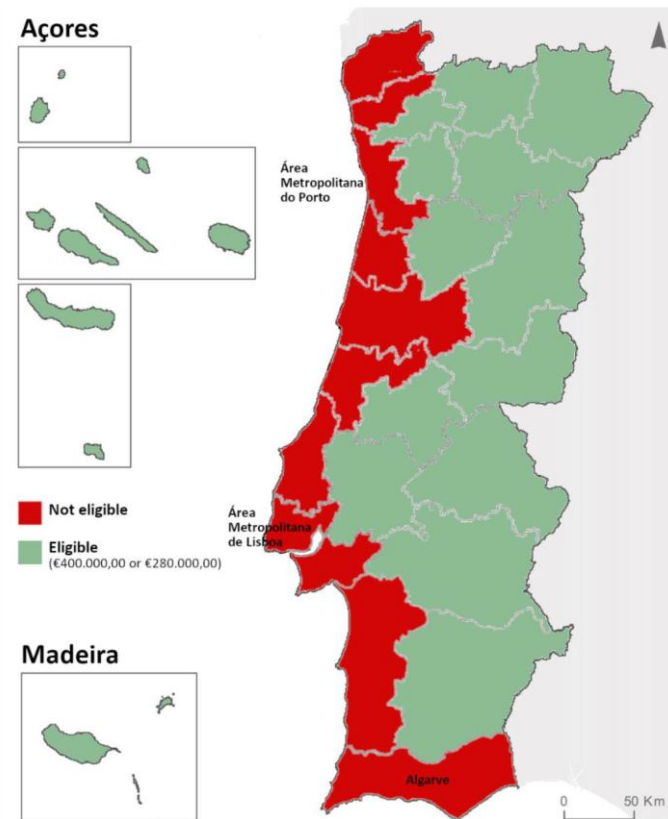 Açores
Área
Metropolitana
do Porto
Not eligible
Eligible
(€400.000,00 or €280.000,00)
Área
Metropolitana
de Lisboa
Madeira
Algarve
0 50 Km